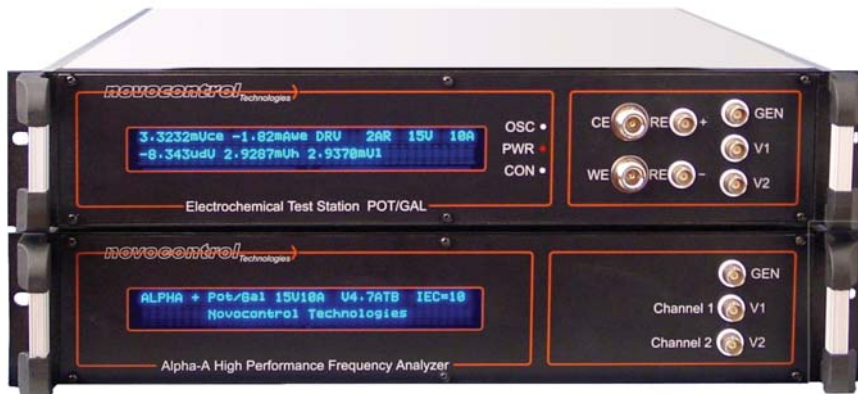 novocontrol
Technologies
3.3232mVce -1.82mAwe DRV 2AR 15V 10A
-8.343udV 2.9287mVh 2.9370mV1
OSC
PWR
CON
Electrochemical Test Station POT/GAL
CE RE + GEN
V1
WE RE - V2
novocontrol
Technologies
ALPHA + Pot/Gal 15V10A V4.7ATB IEC=10
Novocontrol Technologies
Alpha-A High Performance Frequency Analyzer
GEN
Channel 1 V1
Channel 2 V2